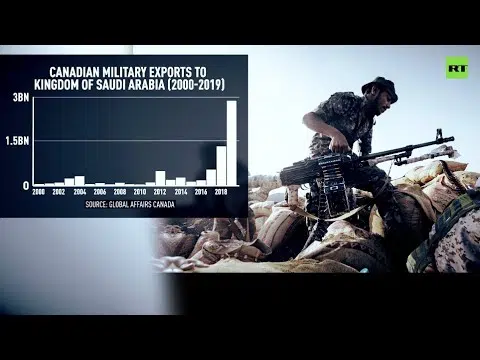 CANADIAN MILITARY EXPORTS TO
KINGDOM OF SAUDI ARABIA (2000-2019)
3BN
1.5BN
0
2000 2002 2004 2006 2008 2010 2012 2014 2016 2018
SOURCE: GLOBAL AFFAIRS CANADA
RT